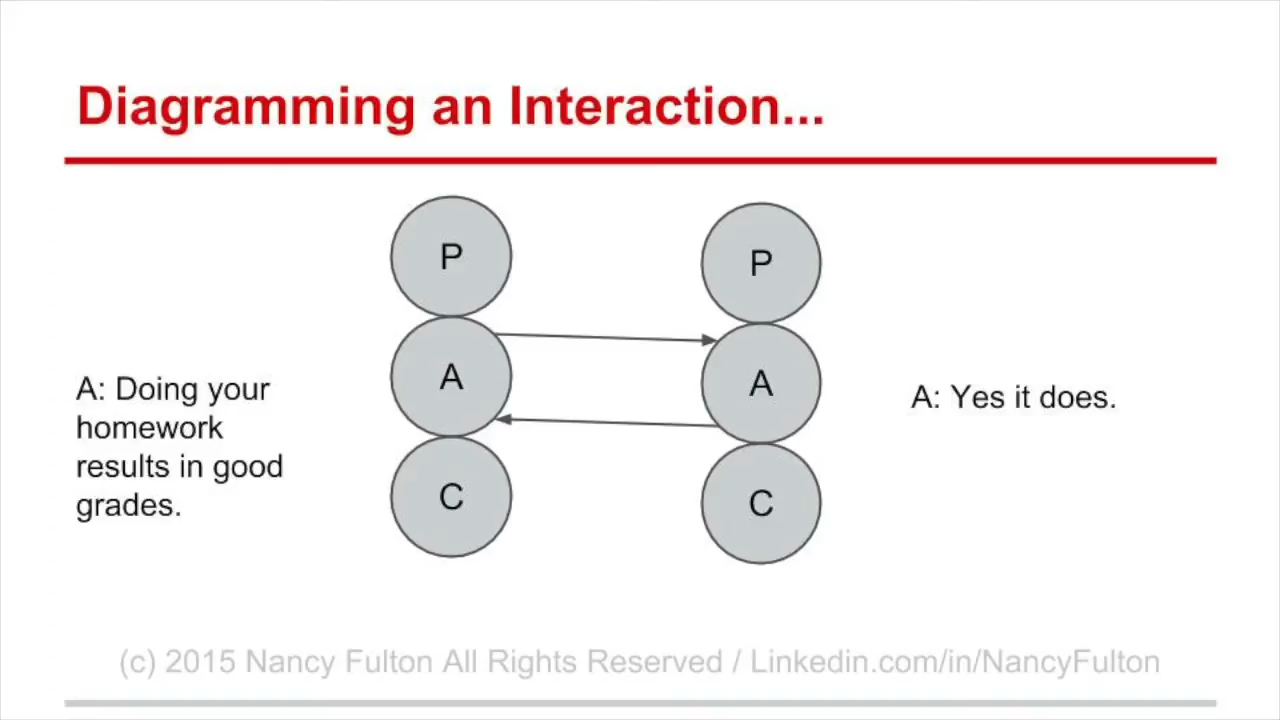 Diagramming an Interaction...
P
P
A
A
C
C
A: Doing your
homework
results in good
grades.
A: Yes it does.
(c) 2015 Nancy Fulton All Rights Reserved / Linkedin.com/in/NancyFulton